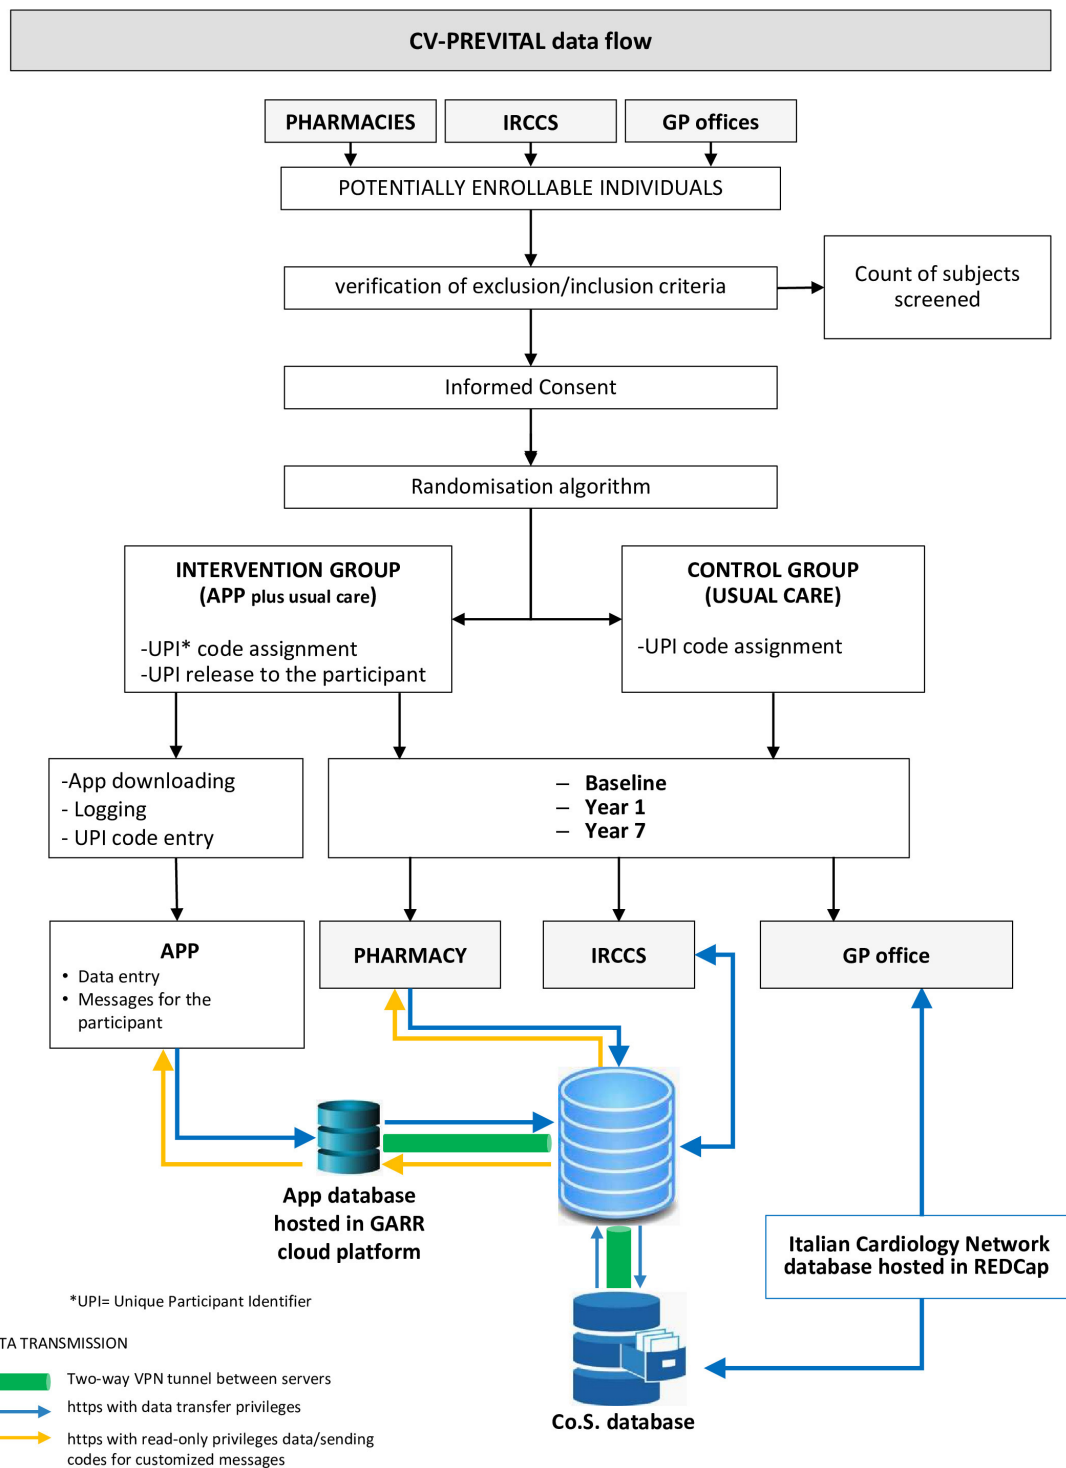 CV-PREVITAL data flow
PHARMACIES
IRCCS
GP offices
POTENTIALLY ENROLLABLE INDIVIDUALS
verification of exclusion/inclusion criteria
Count of subjects
screened
Informed Consent
Randomisation algorithm
INTERVENTION GROUP
(APP plus usual care)
-UPI* code assignment
-UPI release to the participant
CONTROL GROUP
(USUAL CARE)
-UPI code assignment
-App downloading
- Logging
- UPI code entry
– Baseline
– Year 1
– Year 7
APP
• Data entry
• Messages for the
participant
PHARMACY
IRCCS
GP office
App database
hosted in GARR
cloud platform
Italian Cardiology Network
database hosted in REDCap
Co.S. database
*UPI= Unique Participant Identifier
TA TRANSMISSION
Two-way VPN tunnel between servers
https with data transfer privileges
https with read-only privileges data/sending
codes for customized messages